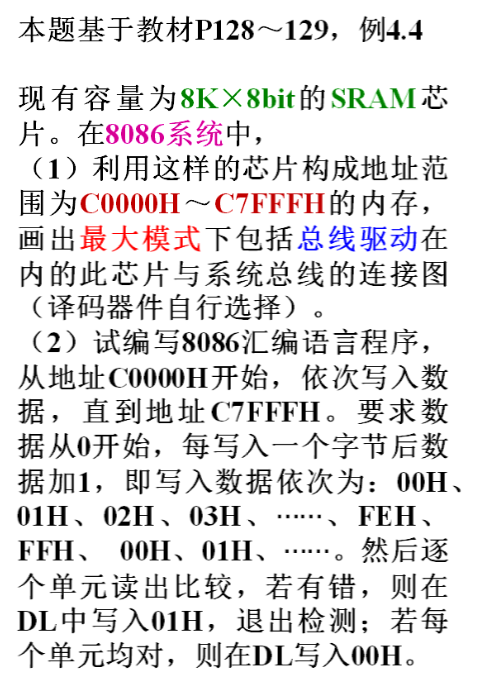 本题基于教材P128～129，例4.4
现有容量为8K×8bit的SRAM芯
片。在8086系统中，
（1）利用这样的芯片构成地址范
围为C0000H～C7FFFH的内存，
画出最大模式下包括总线驱动在
内的此芯片与系统总线的连接图
（译码器件自行选择）。
（2）试编写8086汇编语言程序，
从地址C0000H开始，依次写入数
据，直到地址C7FFFH。要求数
据从0开始，每写入一个字节后数
据加1，即写入数据依次为：00H、
01H、02H、03H、……、FEH、
FFH、 00H、01H、……。然后逐
个单元读出比较，若有错，则在
DL中写入01H，退出检测；若每
个单元均对，则在DL写入00H。